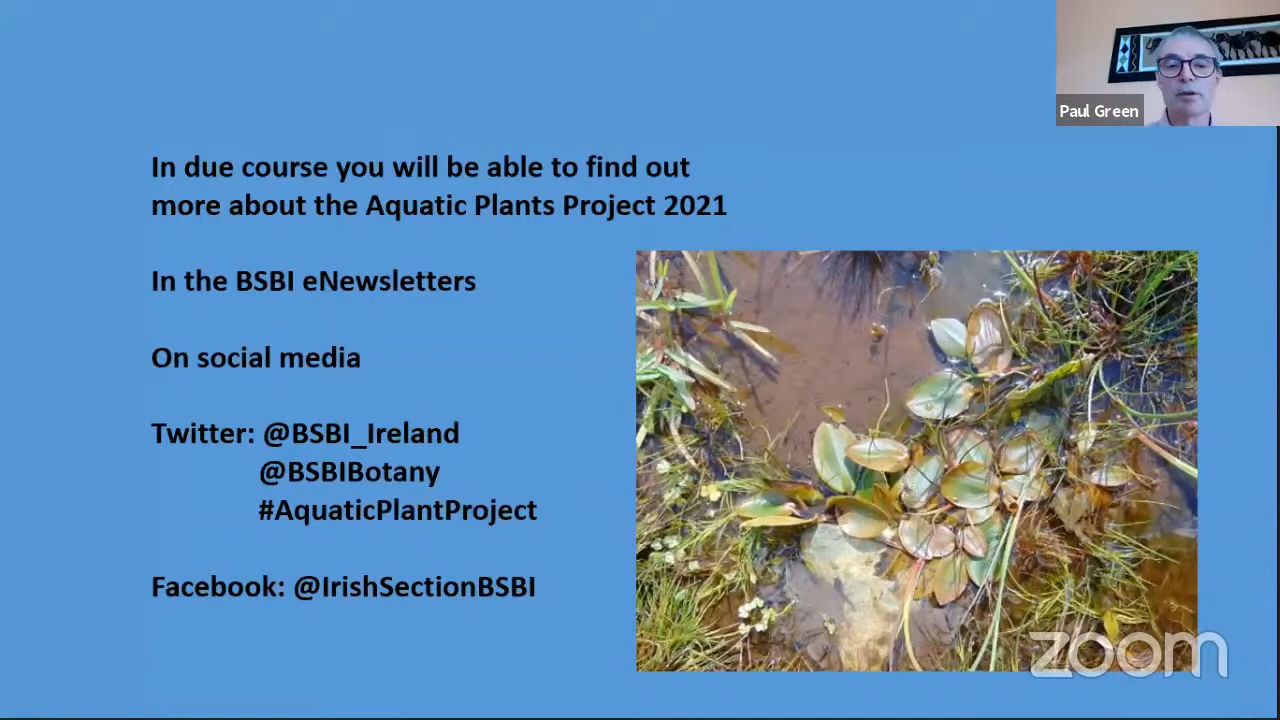 Paul Green
In due course you will be able to find out
more about the Aquatic Plants Project 2021
In the BSBI eNewsletters
On social media
Twitter: @BSBI_Ireland
@BSBIBotany
#AquaticPlantProject
Facebook: @IrishSectionBSBI
zoom